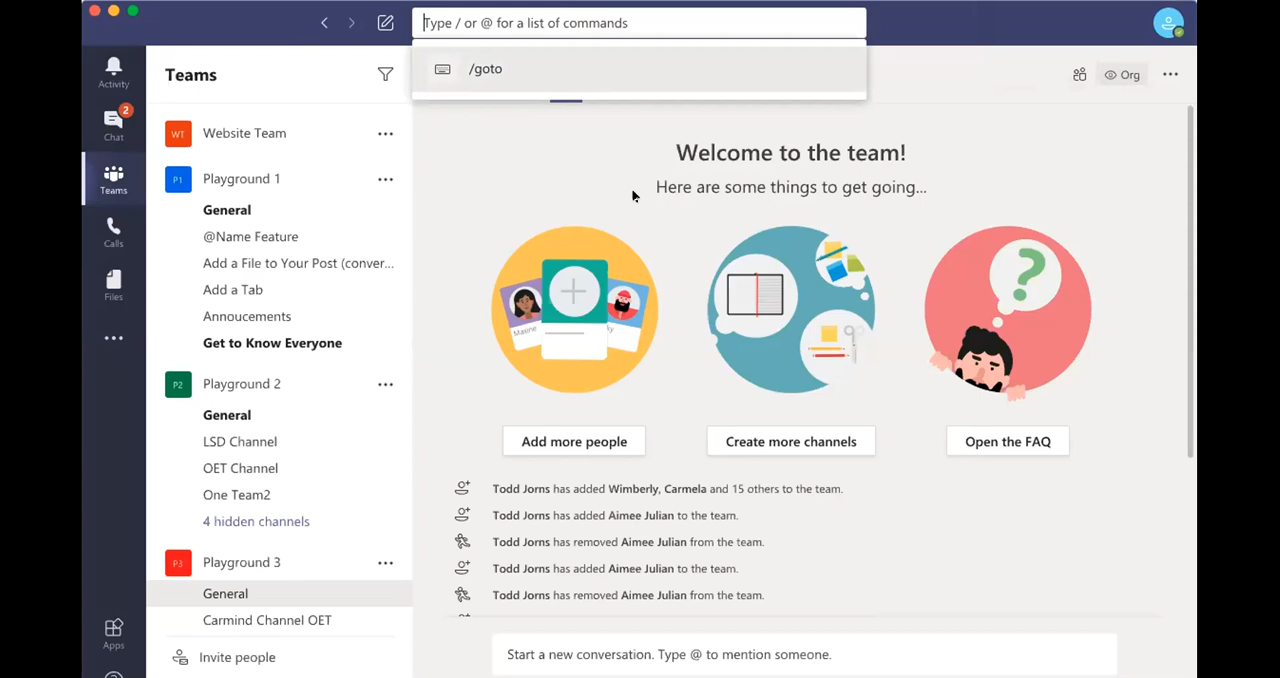 Type / or @ for a list of commands
/goto
Activity
Chat
2
Teams
Calls
Files
Apps
Teams
WT Website Team
P1 Playground 1
General
@Name Feature
Add a File to Your Post (conver...
Add a Tab
Annoucements
Get to Know Everyone
P2 Playground 2
General
LSD Channel
OET Channel
One Team2
4 hidden channels
P3 Playground 3
General
Carmind Channel OET
Invite people
Org
Welcome to the team!
Here are some things to get going...
Maxine
Add more people
Create more channels
Open the FAQ
Todd Jorns has added Wimberly, Carmela and 15 others to the team.
Todd Jorns has added Aimee Julian to the team.
Todd Jorns has removed Aimee Julian from the team.
Todd Jorns has added Aimee Julian to the team.
Todd Jorns has removed Aimee Julian from the team.
Start a new conversation. Type @ to mention someone.